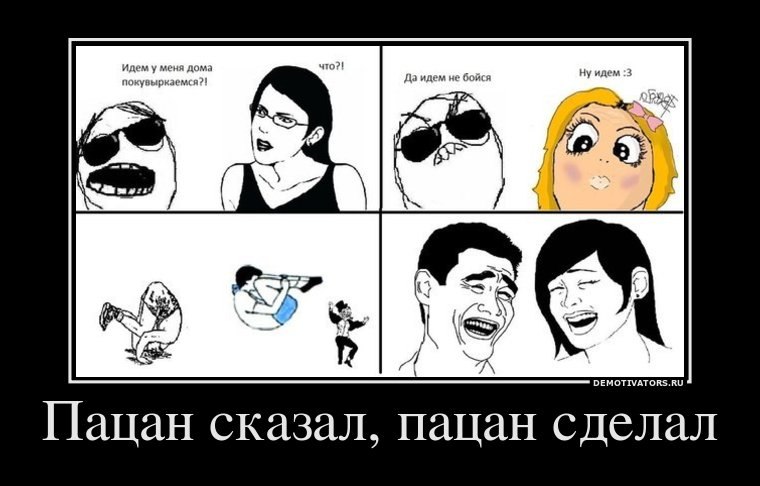 Идем у меня дома
покувыркаемся?!
что?!
Да идем не бойся
Ну идем :3
DEMOTIVATORS.RU
Пацан сказал, пацан сделал